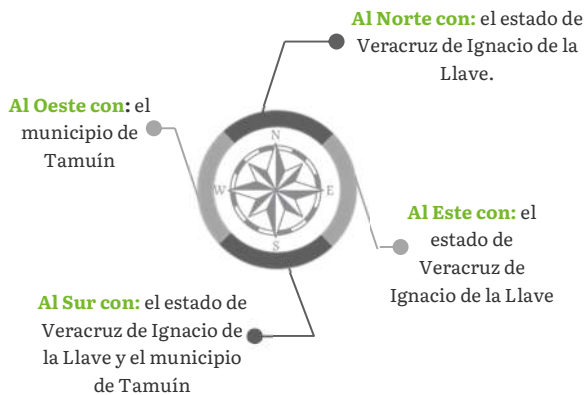 Al Norte con: el estado de
Veracruz de Ignacio de la
Llave.
Al Oeste con: el
municipio de
Tamuín
N
W
E
S
Al Este con: el
estado de
Veracruz de
Ignacio de la Llave
Al Sur con: el estado de
Veracruz de Ignacio de
la Llave y el municipio
de Tamuín